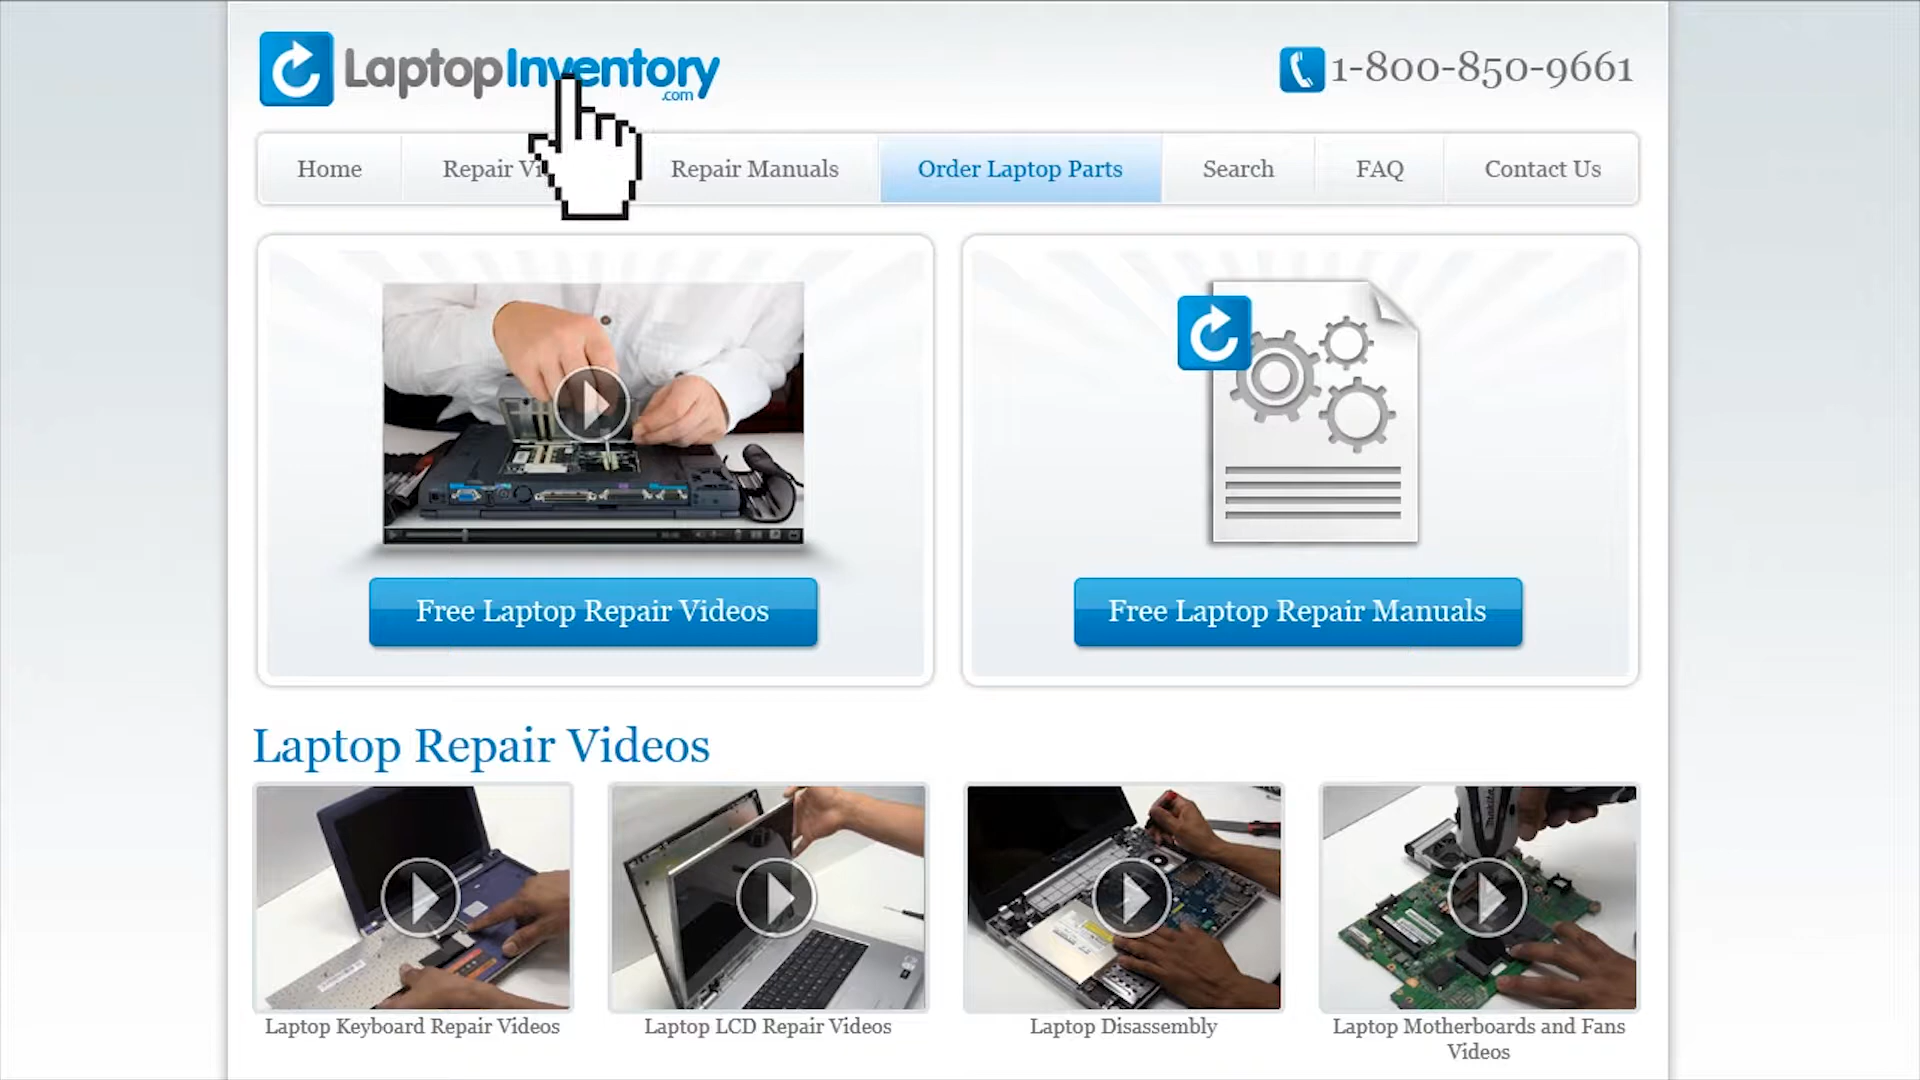 LaptopInventory
.com
1-800-850-9661
Home
Repair Vi
Repair Manuals
Order Laptop Parts
Search
FAQ
Contact Us
Free Laptop Repair Videos
Free Laptop Repair Manuals
Laptop Repair Videos
Laptop Keyboard Repair Videos
Laptop LCD Repair Videos
Laptop Disassembly
Laptop Motherboards and Fans
Videos